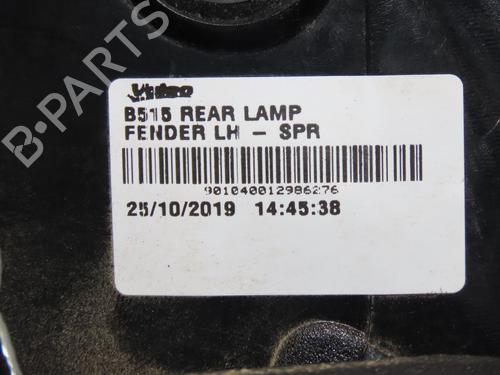 Valeo
B515 REAR LAMP
FENDER LH - SPR
901040012986276
25/10/2019 14:45:38
B-PARTS